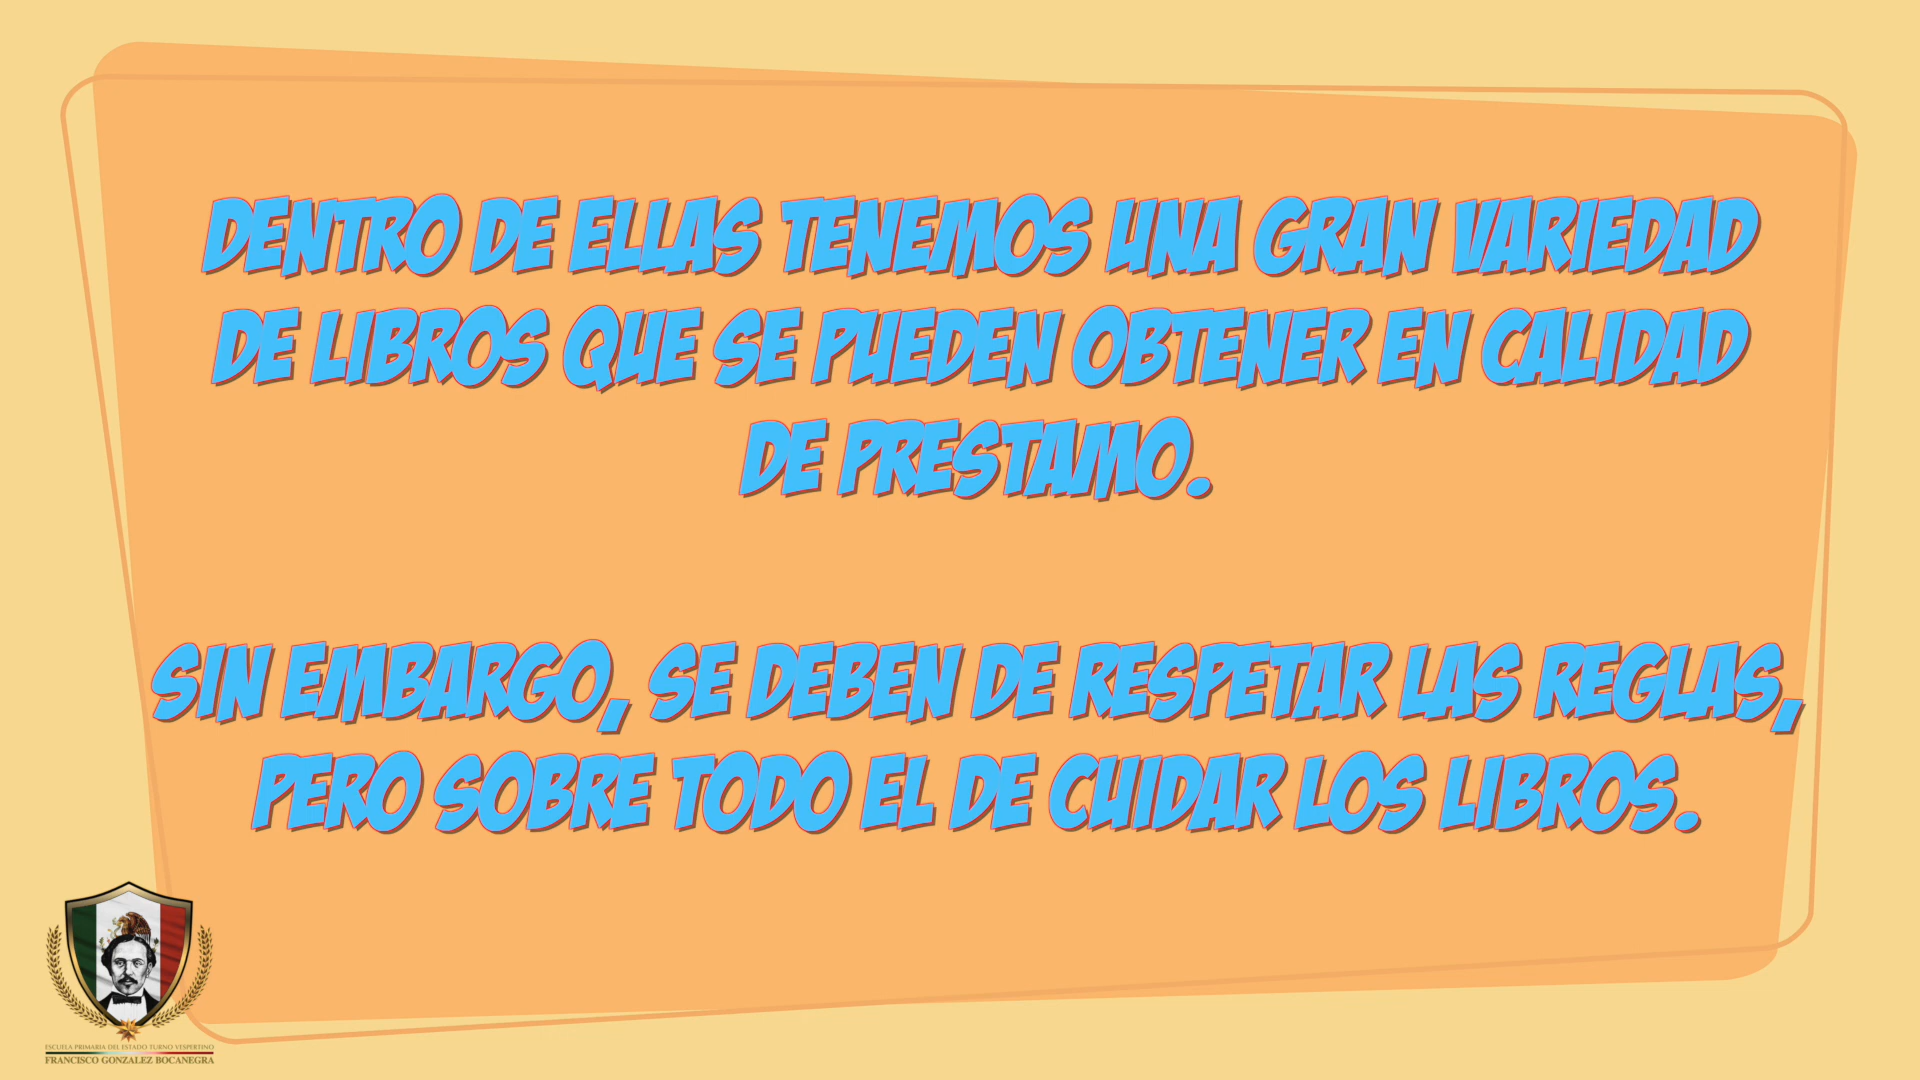 DENTRO DE ELLAS TENEMOS UNA GRAN VARIEDAD
DE LIBROS QUE SE PUEDEN OBTENER EN CALIDAD
DE PRESTAMO.
SIN EMBARGO, SE DEBEN DE RESPETAR LAS REGLAS,
PERO SOBRE TODO EL DE CUIDAR LOS LIBROS.
ESCUELA PRIMARIA DEL ESTADO TURNO VESPERTINO
FRANCISCO GONZALEZ BOCANEGRA